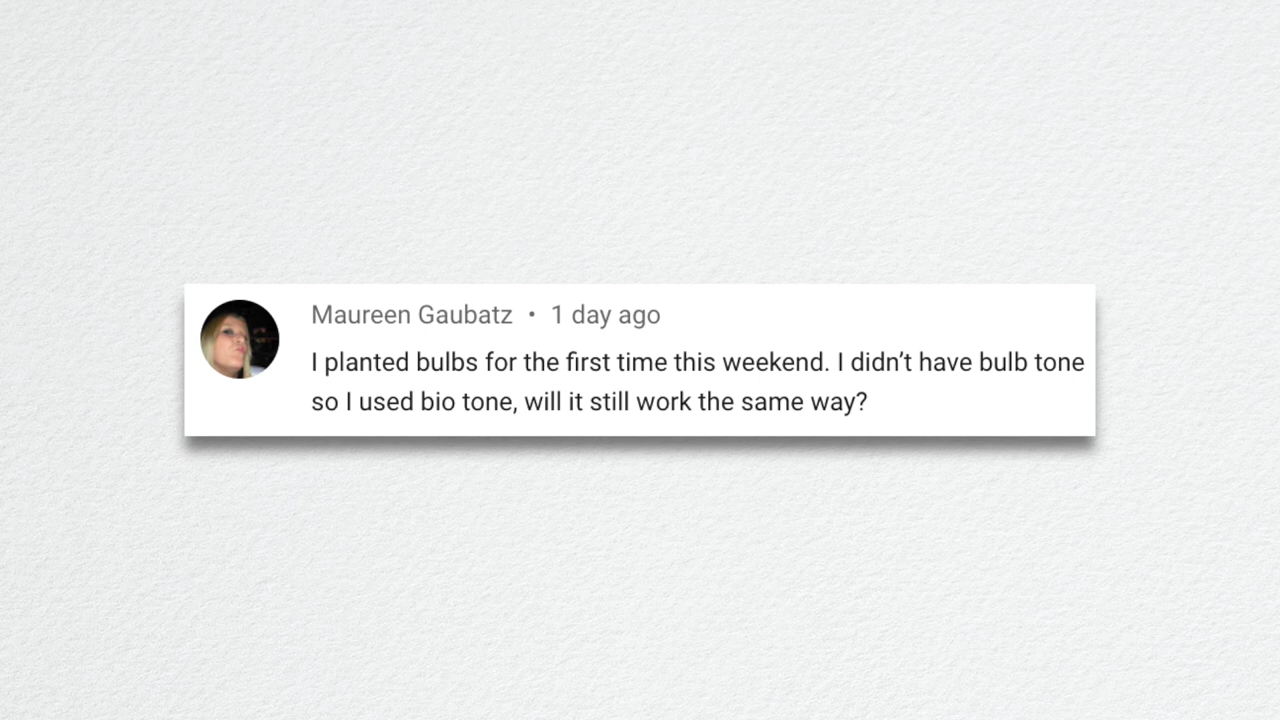 Maureen Gaubatz • 1 day ago
I planted bulbs for the first time this weekend. I didn’t have bulb tone
so I used bio tone, will it still work the same way?